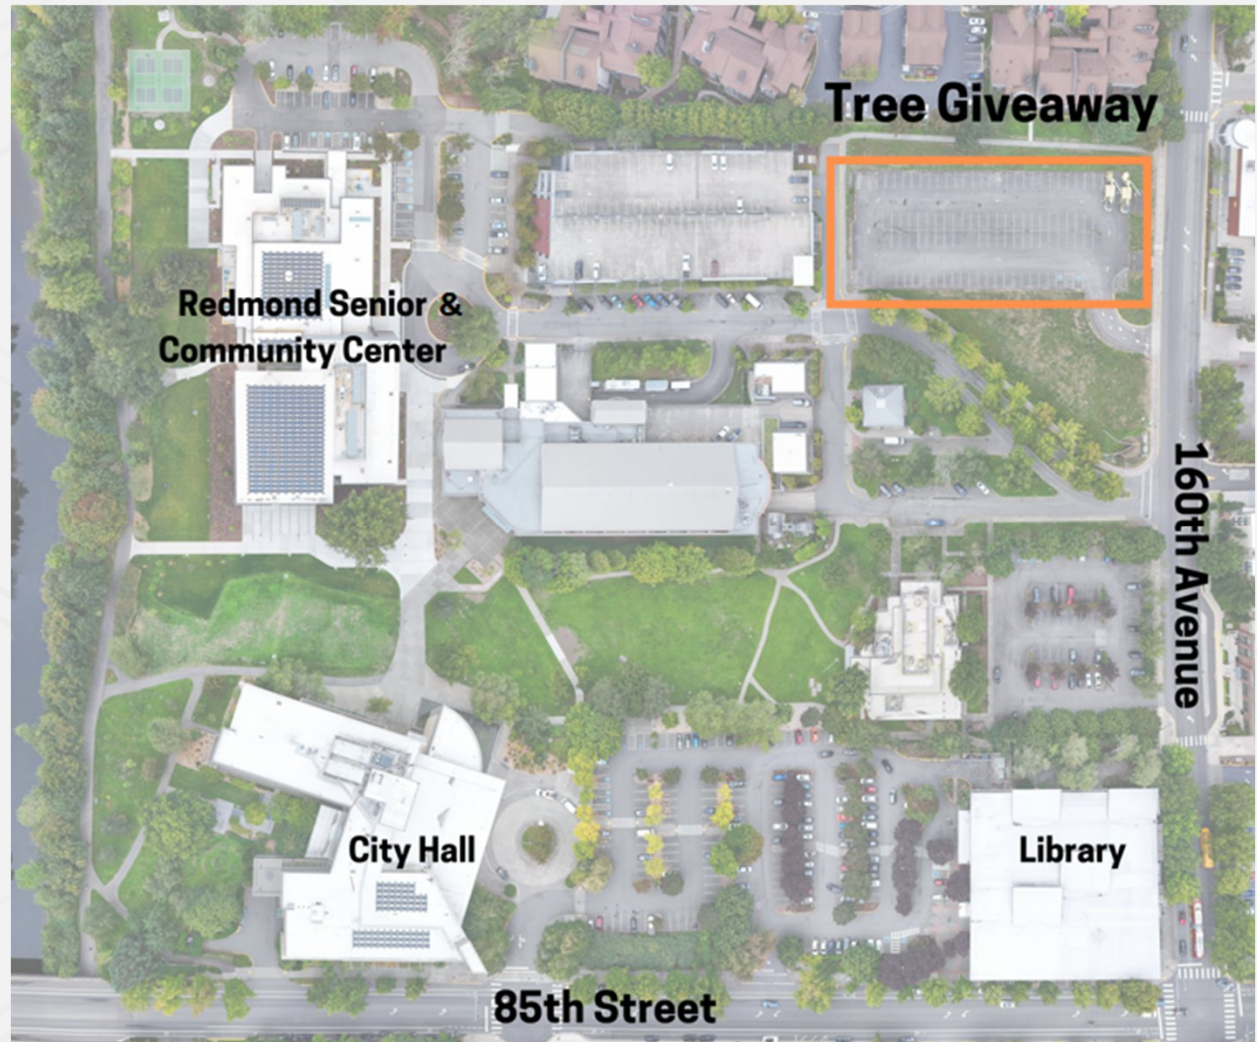 Tree Giveaway
Redmond Senior &
Community Center
160th Avenue
City Hall
Library
85th Street